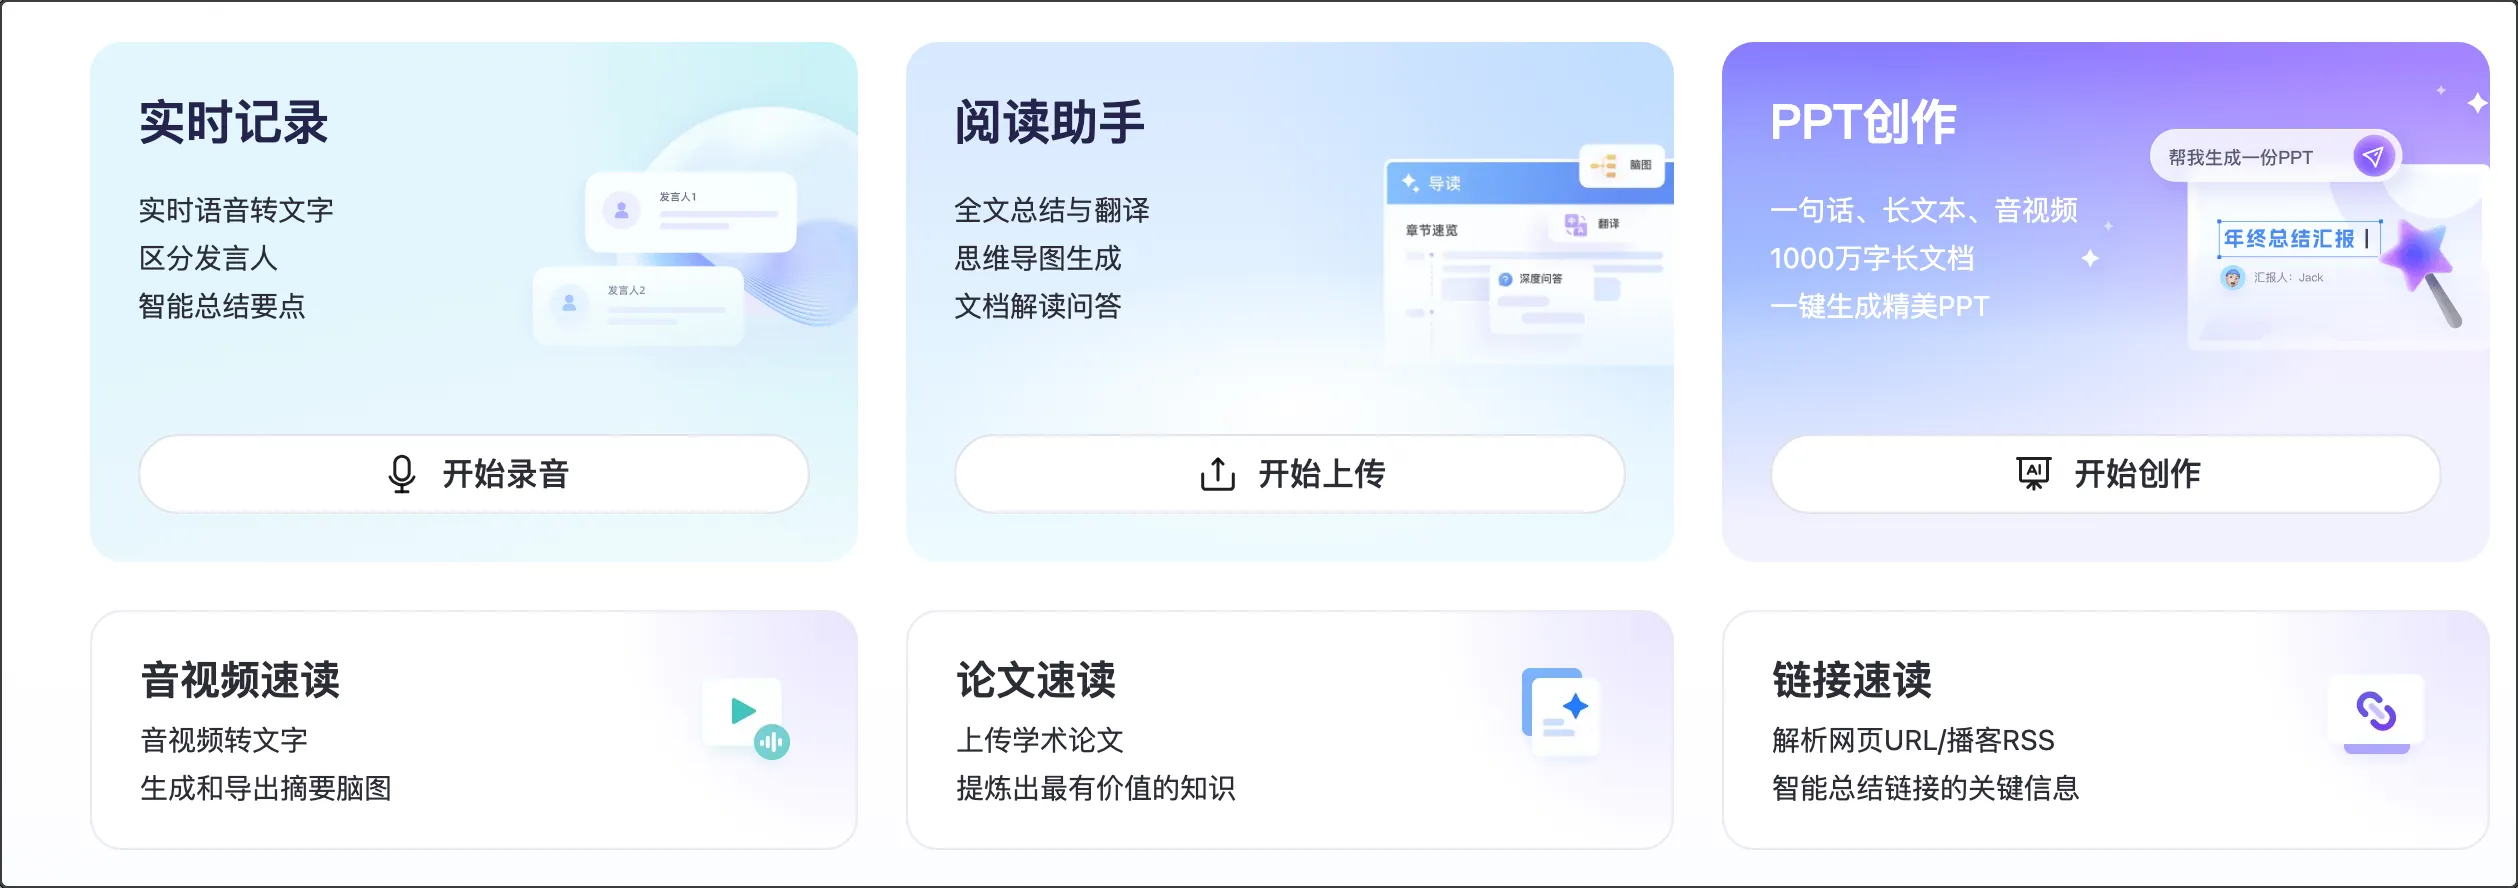 实时记录
实时语音转文字
区分发言人
智能总结要点
发言人1
发言人2
开始录音
阅读助手
全文总结与翻译
思维导图生成
文档解读问答
导读
脑图
章节速览
翻译
深度问答
开始上传
PPT创作
一句话、长文本、音视频
1000万字长文档
一键生成精美PPT
帮我生成一份PPT
年终总结汇报
汇报人：Jack
AI
开始创作
音视频速读
音视频转文字
生成和导出摘要脑图
论文速读
上传学术论文
提炼出最有价值的知识
链接速读
解析网页URL/播客RSS
智能总结链接的关键信息